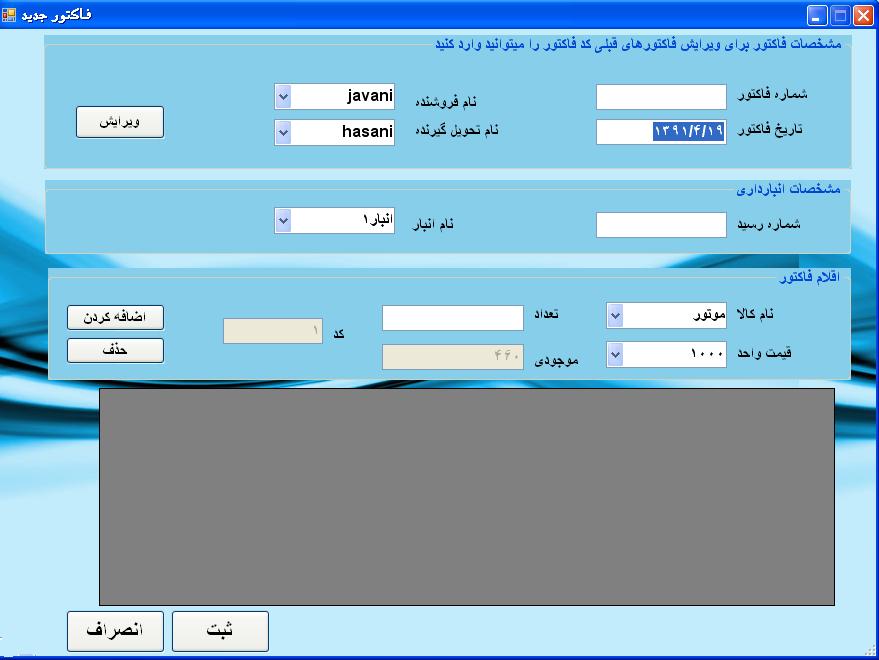 فاکتور جدید
مشخصات فاکتور برای ویرایش فاکتورهای قبلی کد فاکتور را میتوانید وارد کنید
شماره فاکتور
نام فروشنده javani
تاریخ فاکتور ۱۳۹۱/۴/۱۹
نام تحویل گیرنده hasani
ویرایش
مشخصات انبارداری
شماره رسید
نام انبار انبار۱
اقلام فاکتور
نام کالا موتور
تعداد
اضافه کردن
کد ۱
قیمت واحد ۱۰۰۰
موجودی ۴۶۰
حذف
ثبت
انصراف